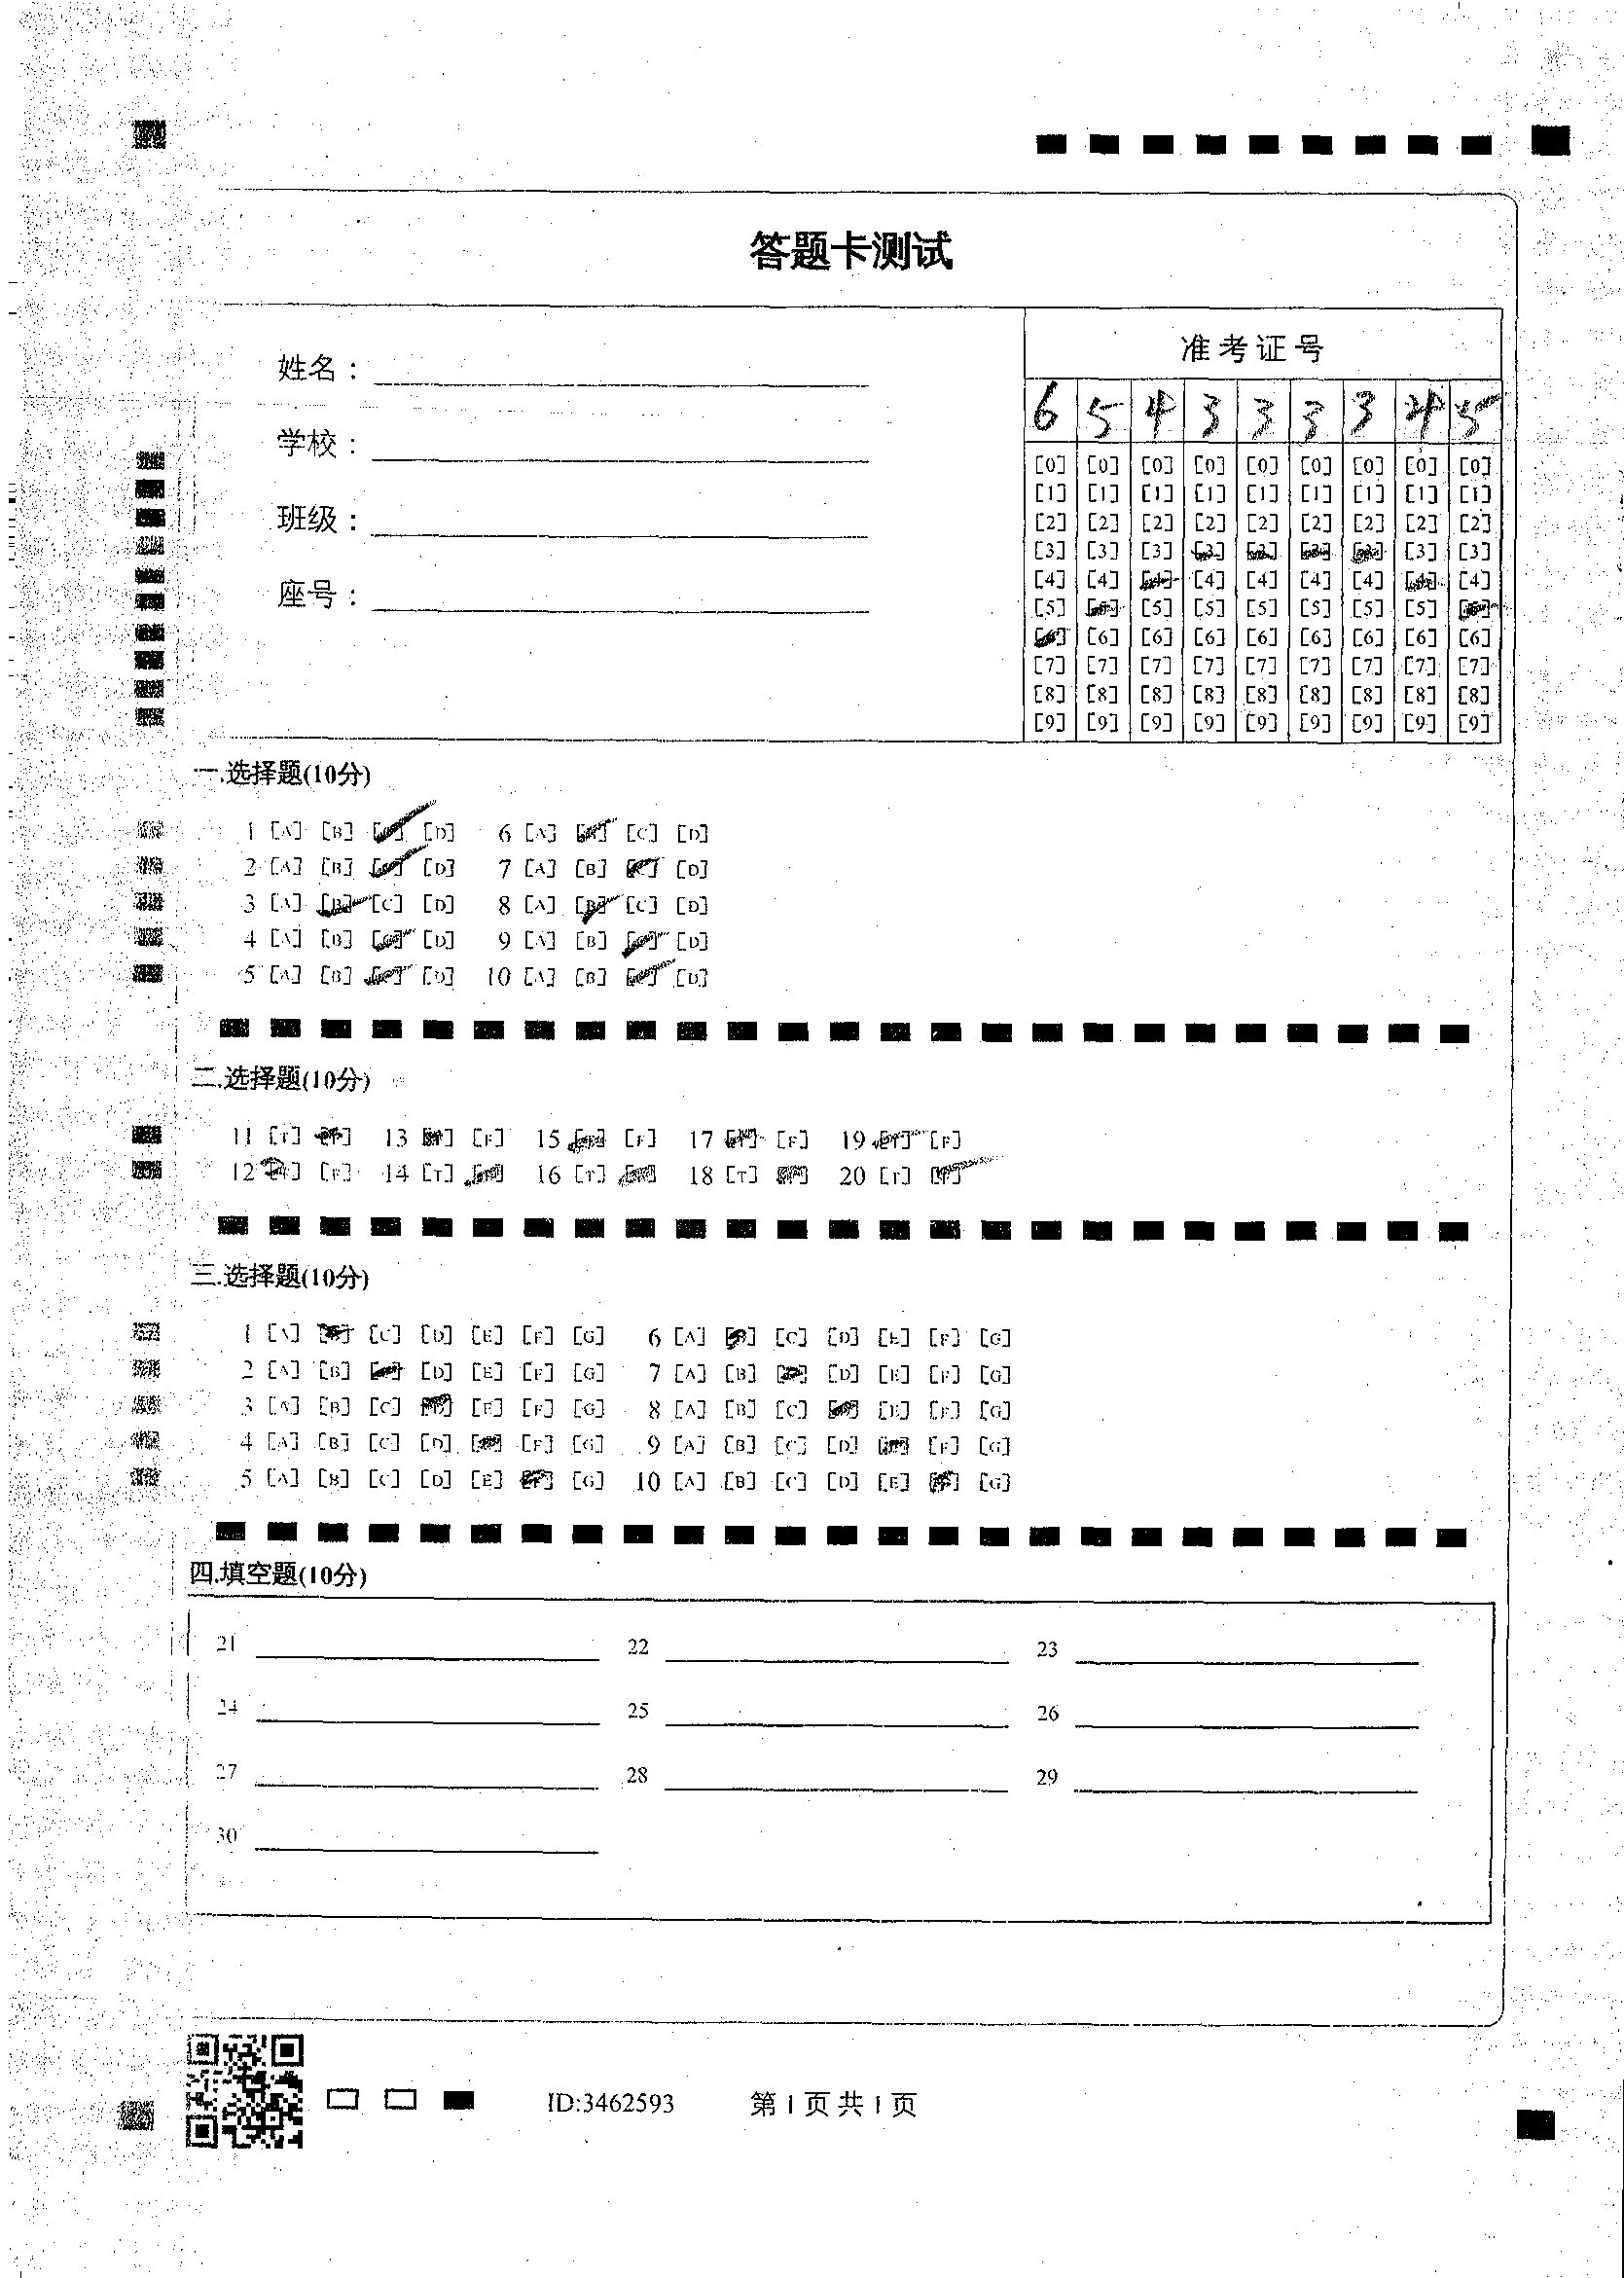 答题卡测试
姓名：
学校：
班级：
座号：
准考证号
6 5 4 3 3 3 3 4 5
[0] [0] [0] [0] [0] [0] [0] [0] [0]
[1] [1] [1] [1] [1] [1] [1] [1] [1]
[2] [2] [2] [2] [2] [2] [2] [2] [2]
[3] [3] [3] [3] [3] [3] [3] [3] [3]
[4] [4] [4] [4] [4] [4] [4] [4] [4]
[5] [5] [5] [5] [5] [5] [5] [5] [5]
[6] [6] [6] [6] [6] [6] [6] [6] [6]
[7] [7] [7] [7] [7] [7] [7] [7] [7]
[8] [8] [8] [8] [8] [8] [8] [8] [8]
[9] [9] [9] [9] [9] [9] [9] [9] [9]
一.选择题(10分)
1 [A] [B] [C] [D] 6 [A] [B] [C] [D]
2 [A] [B] [C] [D] 7 [A] [B] [C] [D]
3 [A] [B] [C] [D] 8 [A] [B] [C] [D]
4 [A] [B] [C] [D] 9 [A] [B] [C] [D]
5 [A] [B] [C] [D] 10 [A] [B] [C] [D]
二.选择题(10分)
11 [T] [F] 13 [T] [F] 15 [T] [F] 17 [T] [F] 19 [T] [F]
12 [T] [F] 14 [T] [F] 16 [T] [F] 18 [T] [F] 20 [T] [F]
三.选择题(10分)
1 [A] [B] [C] [D] [E] [F] [G] 6 [A] [B] [C] [D] [E] [F] [G]
2 [A] [B] [C] [D] [E] [F] [G] 7 [A] [B] [C] [D] [E] [F] [G]
3 [A] [B] [C] [D] [E] [F] [G] 8 [A] [B] [C] [D] [E] [F] [G]
4 [A] [B] [C] [D] [E] [F] [G] 9 [A] [B] [C] [D] [E] [F] [G]
5 [A] [B] [C] [D] [E] [F] [G] 10 [A] [B] [C] [D] [E] [F] [G]
四.填空题(10分)
21 22 23
24 25 26
27 28 29
30
ID:3462593 第1页共1页